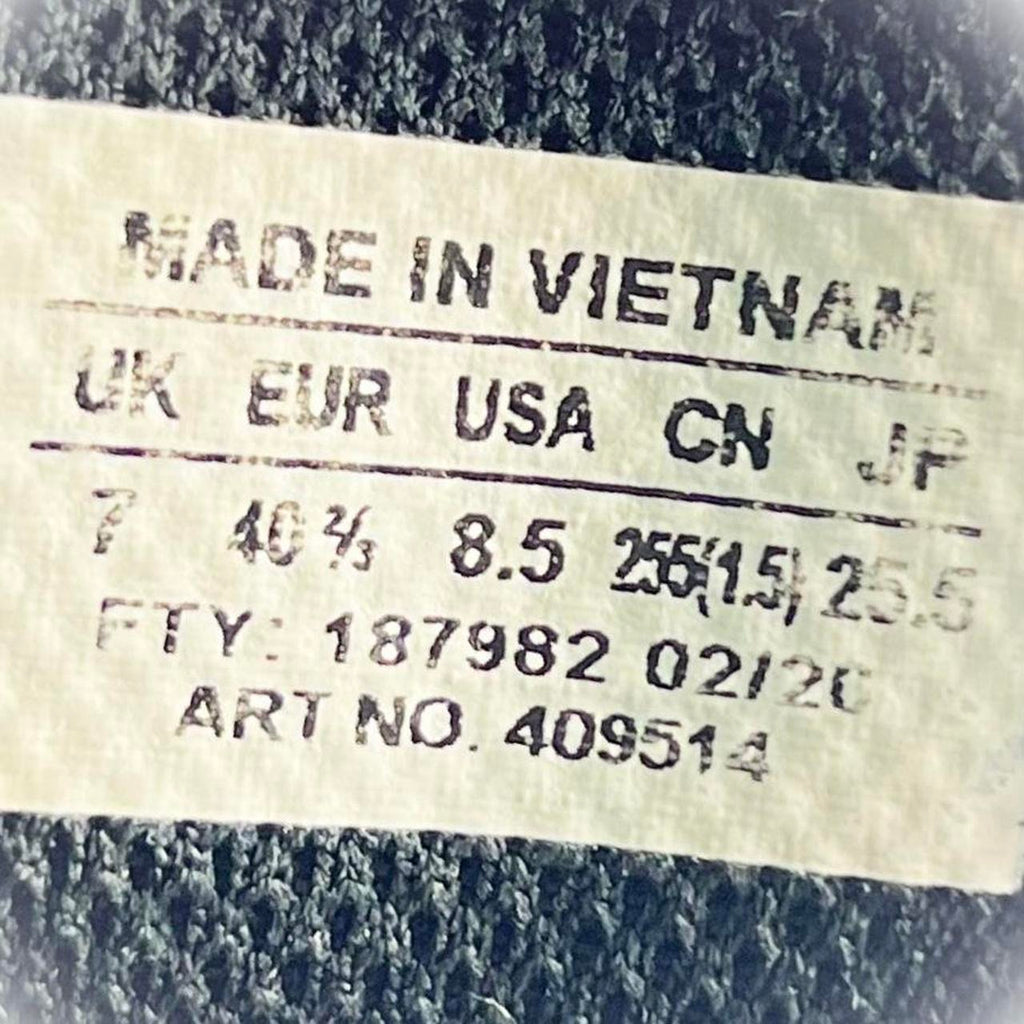 MADE IN VIETNAM
UK EUR USA CN JP
7 40 2/3 8.5 255(1.5) 25.5
FTY: 187982 02/20
ART NO. 409514